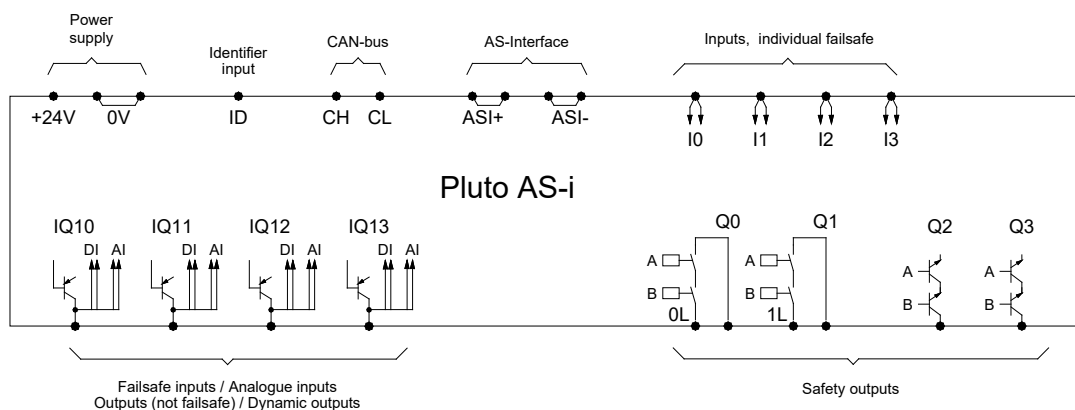 Power
supply
Identifier
input
CAN-bus
AS-Interface
Inputs, individual failsafe
+24V
0V
ID
CH
CL
ASI+
ASI-
I0
I1
I2
I3
Pluto AS-i
IQ10
IQ11
IQ12
IQ13
Q0
Q1
Q2
Q3
DI
AI
DI
AI
DI
AI
DI
AI
A
A
A
A
B
B
B
B
0L
1L
Failsafe inputs / Analogue inputs
Outputs (not failsafe) / Dynamic outputs
Safety outputs